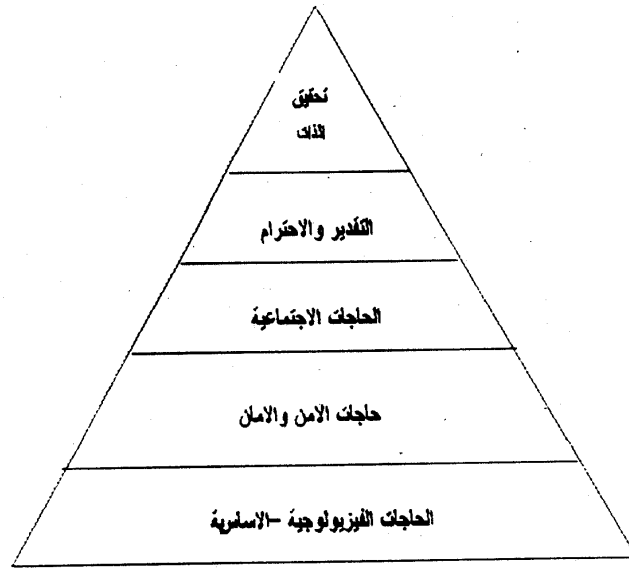 تحقيق
الذات
التقدير والاحترام
الحاجات الاجتماعية
حاجات الامن والامان
الحاجات الفيزيولوجية -الاساسية